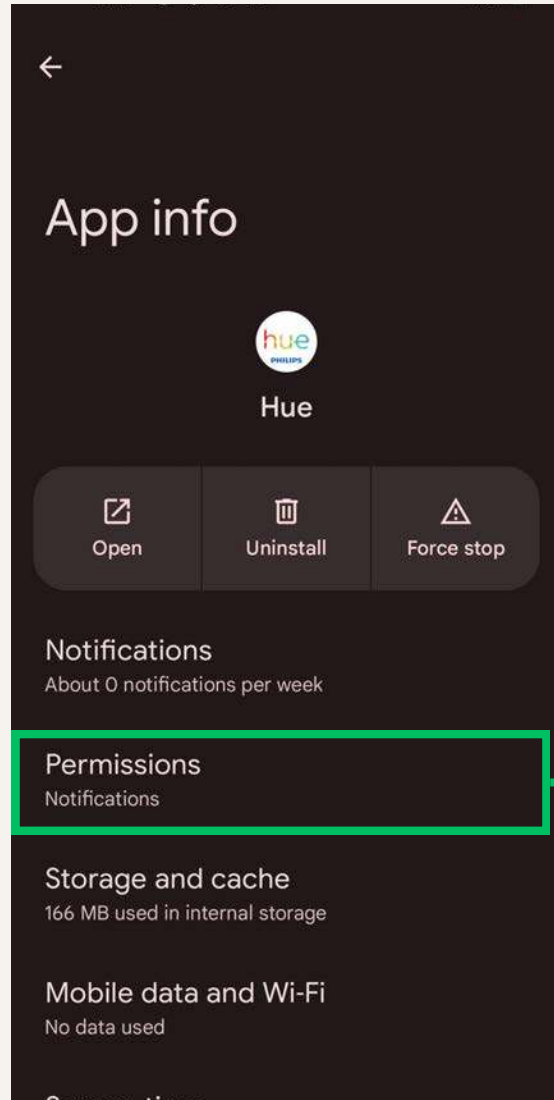 App info
hue
PHILIPS
Hue
Open
Uninstall
Force stop
Notifications
About 0 notifications per week
Permissions
Notifications
Storage and cache
166 MB used in internal storage
Mobile data and Wi-Fi
No data used